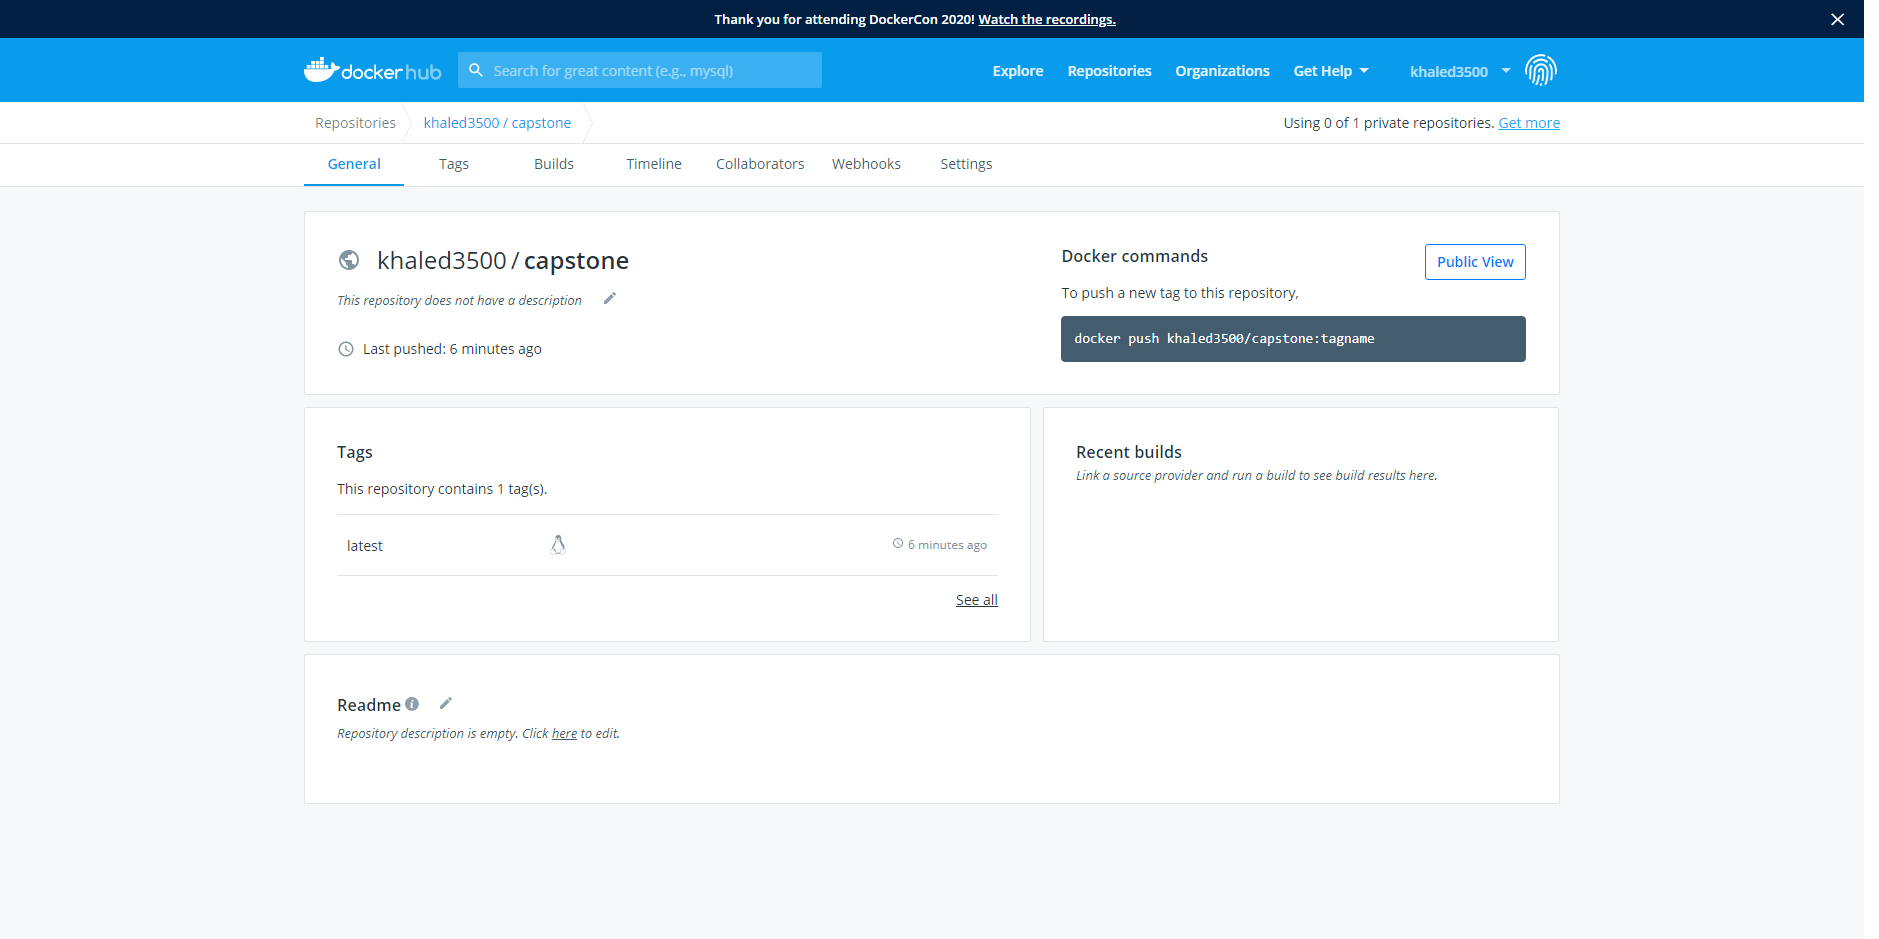 Thank you for attending DockerCon 2020! Watch the recordings.
dockerhub
Search for great content (e.g., mysql)
Explore
Repositories
Organizations
Get Help
khaled3500
Repositories
khaled3500 / capstone
Using 0 of 1 private repositories. Get more
General
Tags
Builds
Timeline
Collaborators
Webhooks
Settings
khaled3500 / capstone
This repository does not have a description
Last pushed: 6 minutes ago
Docker commands
Public View
To push a new tag to this repository,
docker push khaled3500/capstone:tagname
Tags
This repository contains 1 tag(s).
latest
6 minutes ago
See all
Recent builds
Link a source provider and run a build to see build results here.
Readme
Repository description is empty. Click here to edit.